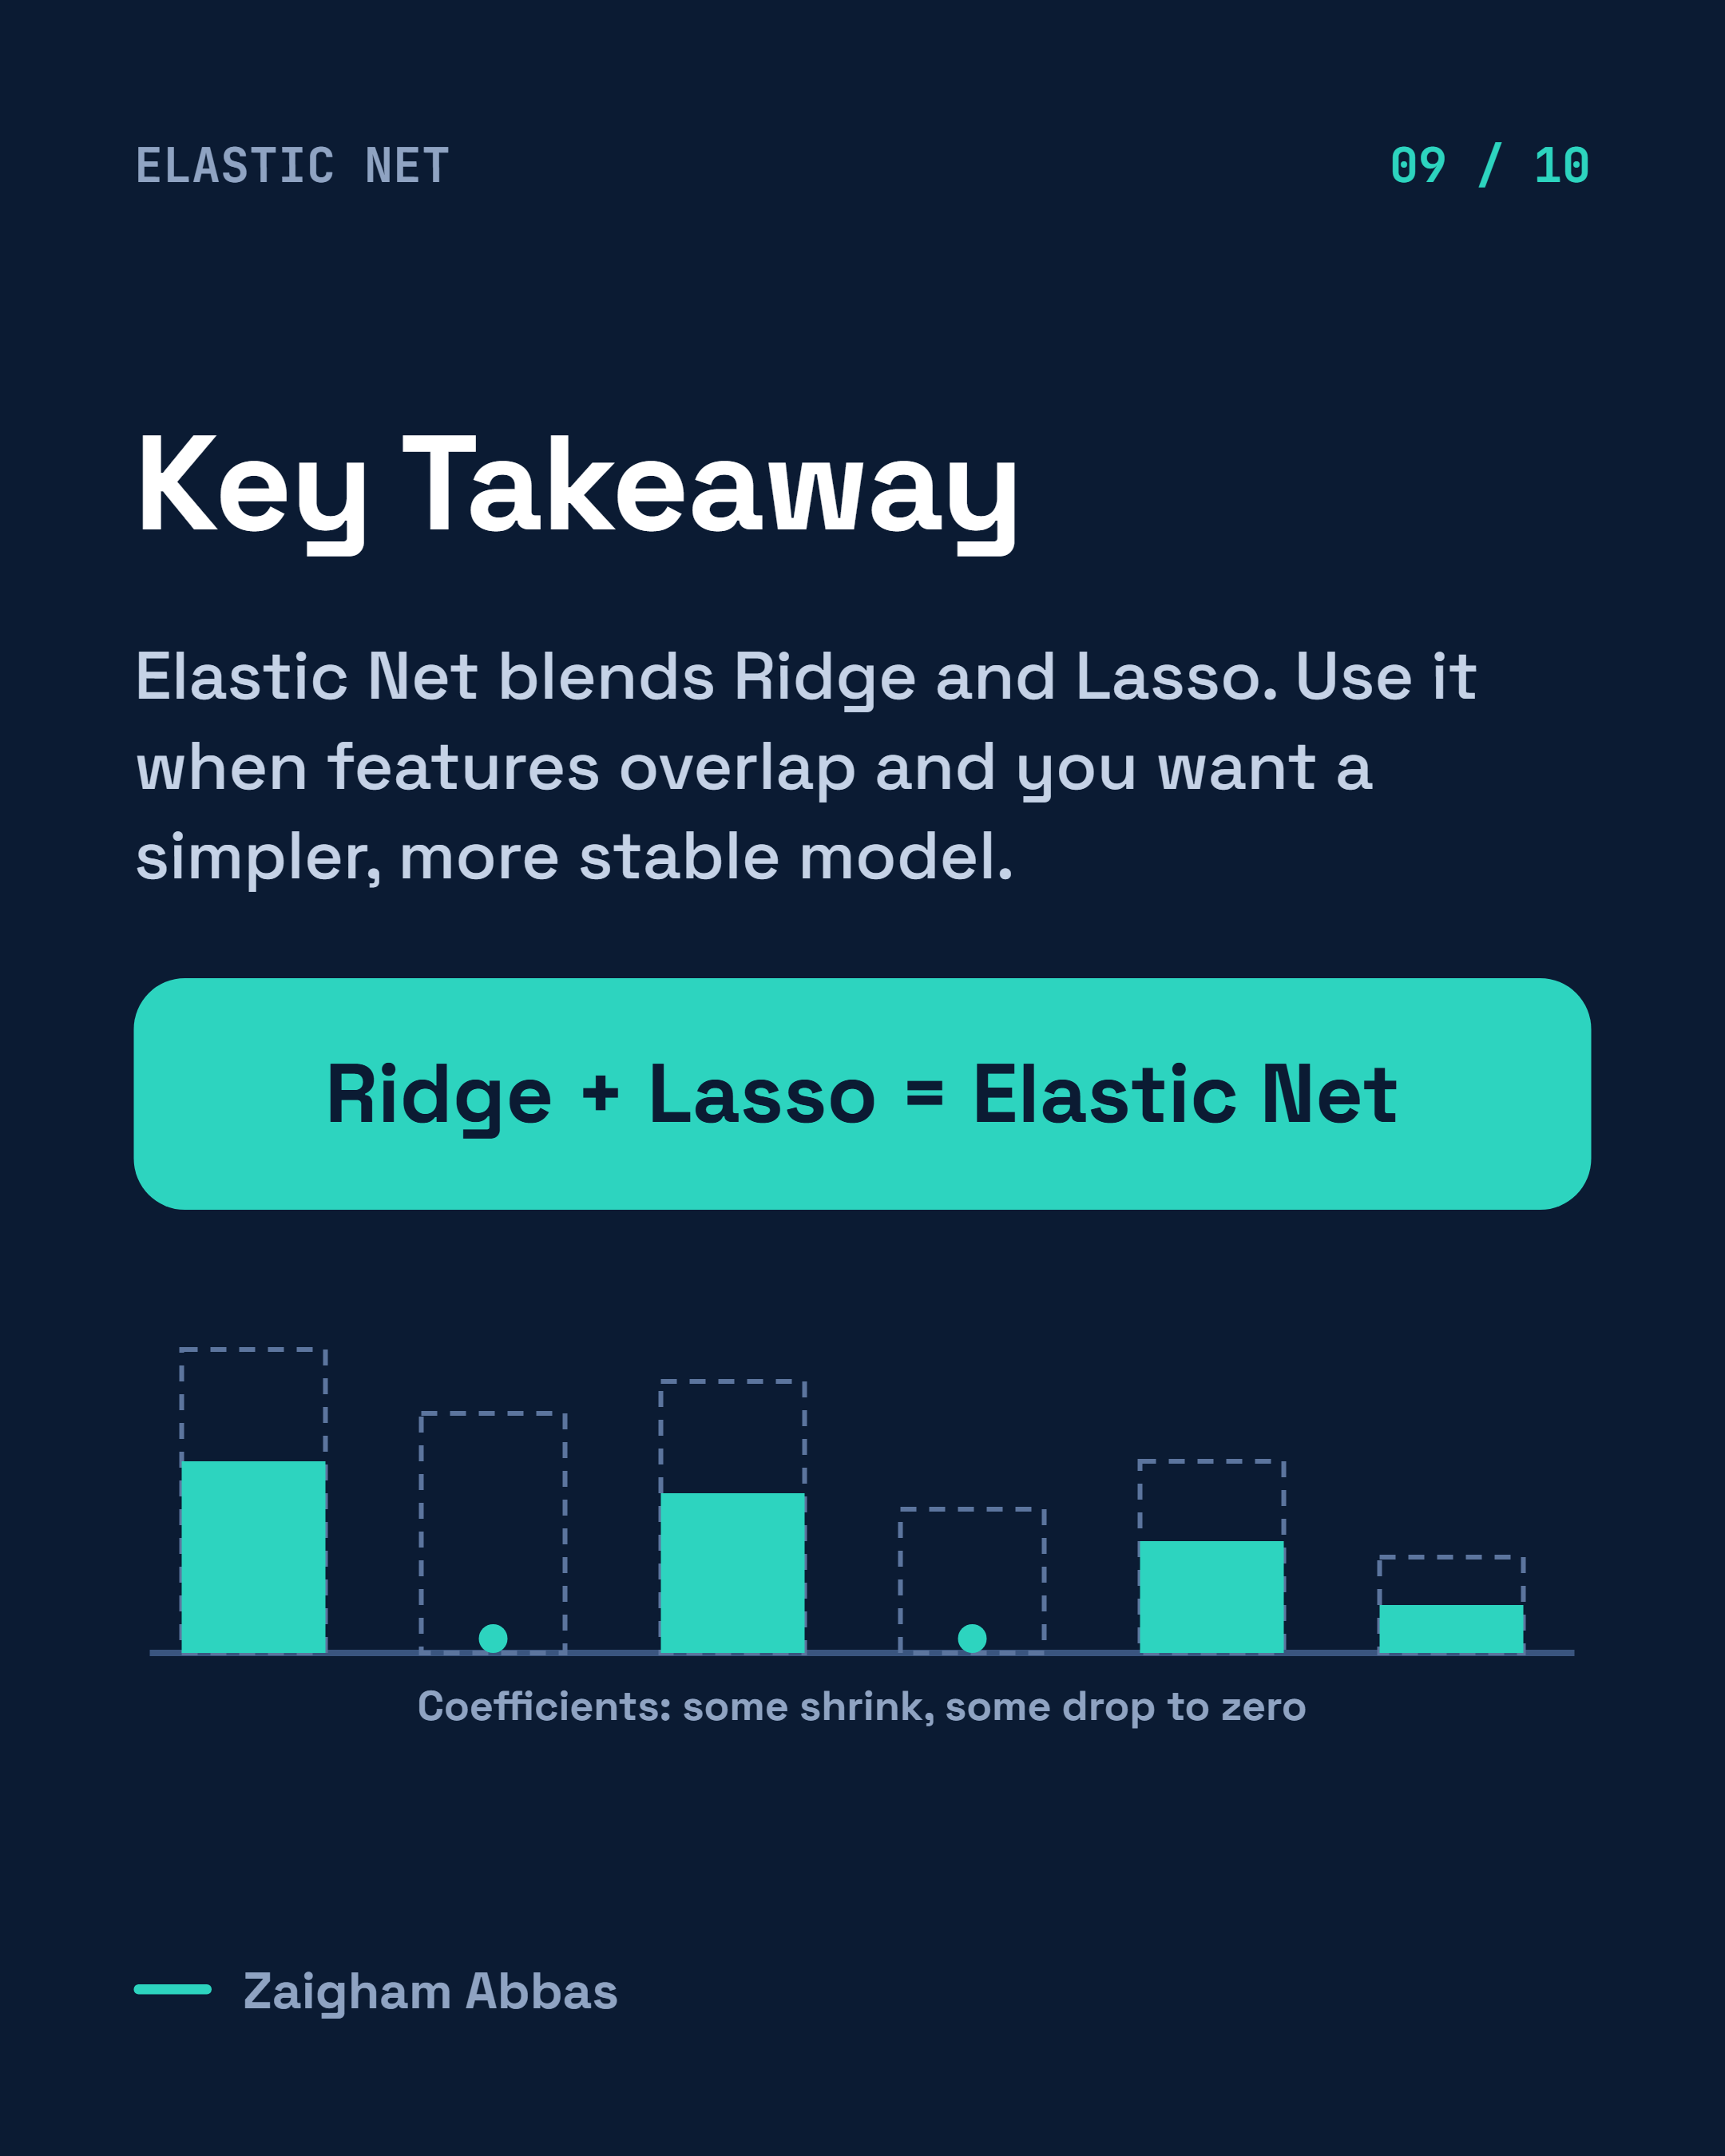 ELASTIC NET
09 / 10
Key Takeaway
Elastic Net blends Ridge and Lasso. Use it
when features overlap and you want a
simpler, more stable model.
Ridge + Lasso = Elastic Net
Coefficients: some shrink, some drop to zero
Zaigham Abbas